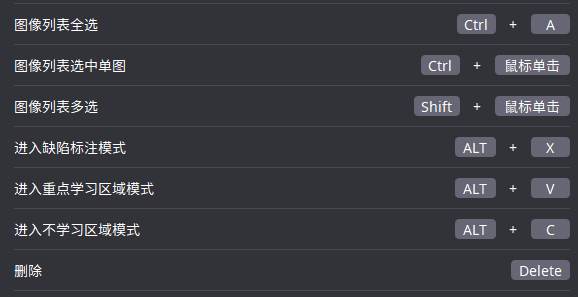 图像列表全选 Ctrl + A
图像列表选中单图 Ctrl + 鼠标单击
图像列表多选 Shift + 鼠标单击
进入缺陷标注模式 ALT + X
进入重点学习区域模式 ALT + V
进入不学习区域模式 ALT + C
删除 Delete